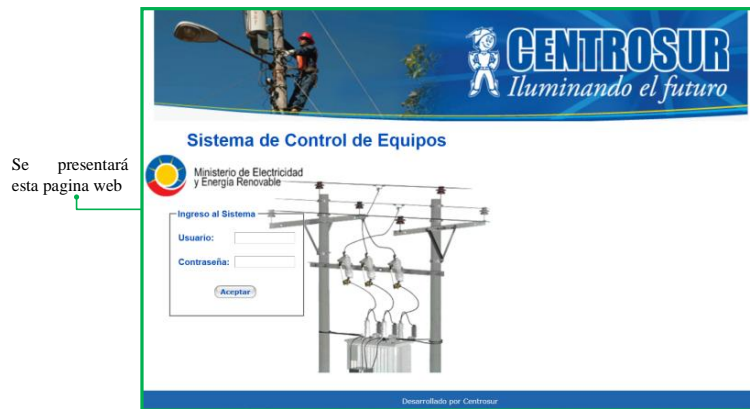 CENTROSUR
Iluminando el futuro
Sistema de Control de Equipos
Se presentará
esta pagina web
Ministerio de Electricidad
y Energía Renovable
Ingreso al Sistema
Usuario:
Contraseña:
Aceptar
Desarrollado por Centrosur